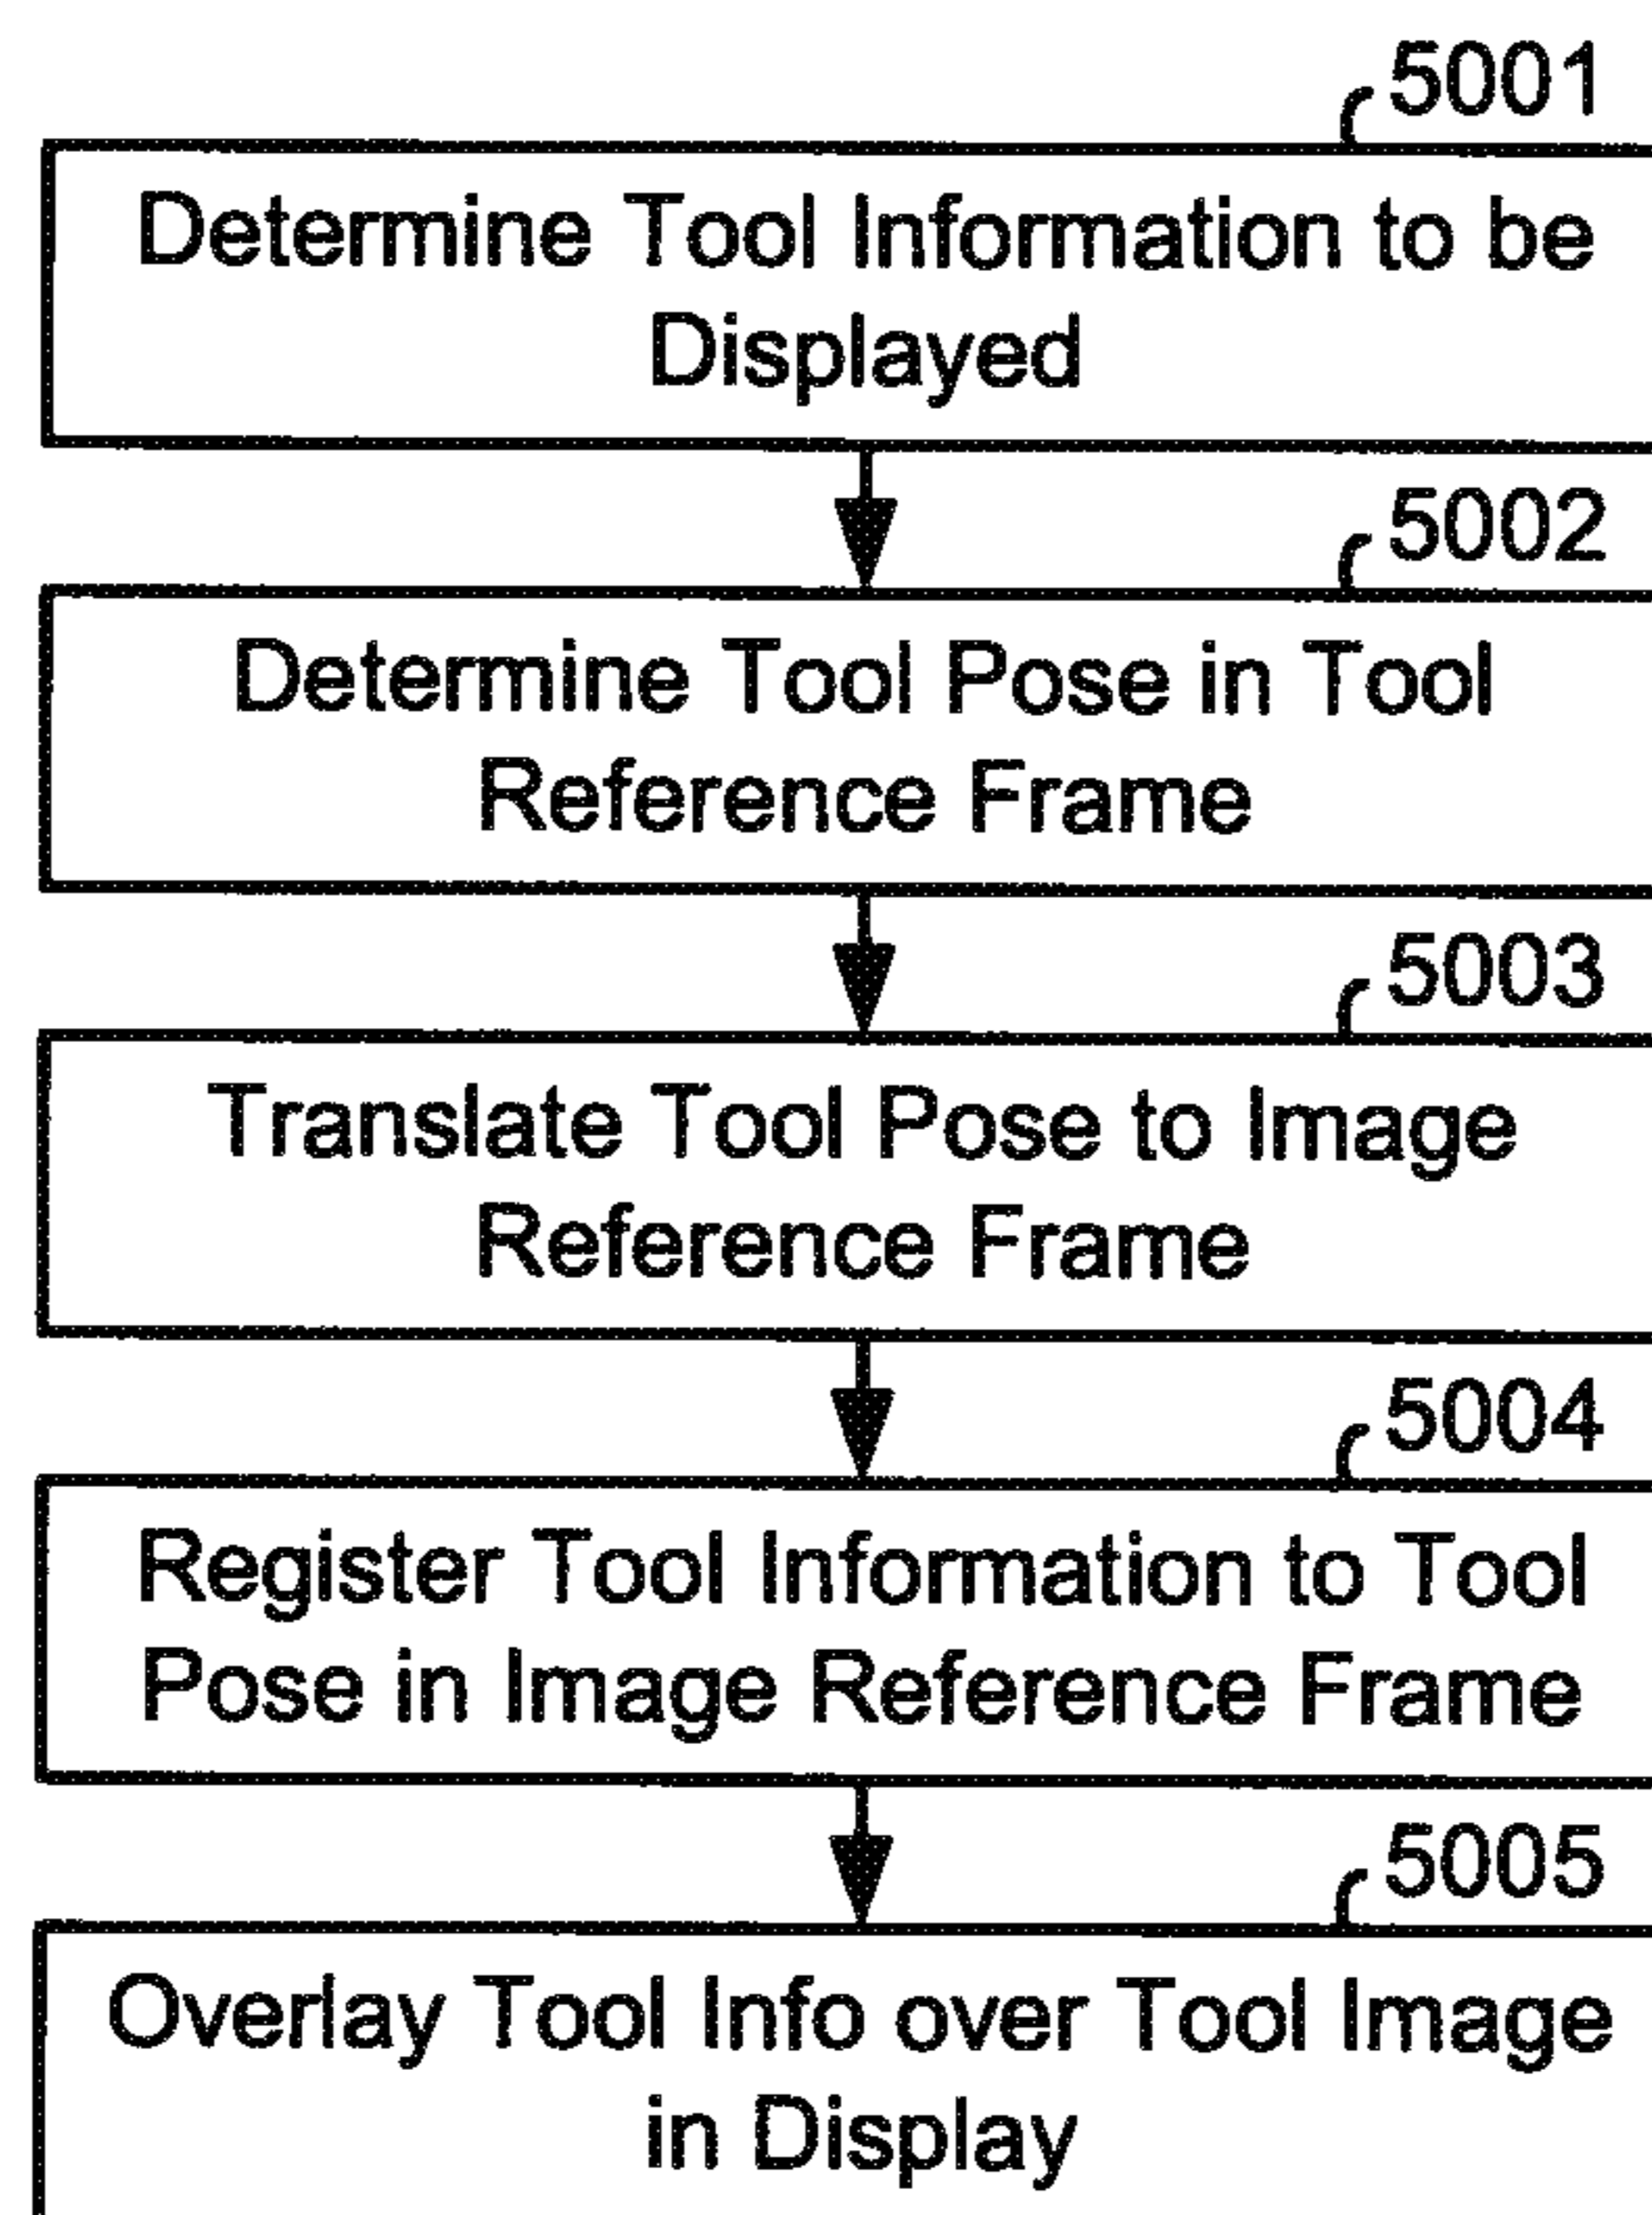 5001
Determine Tool Information to be
Displayed
5002
Determine Tool Pose in Tool
Reference Frame
5003
Translate Tool Pose to Image
Reference Frame
5004
Register Tool Information to Tool
Pose in Image Reference Frame
5005
Overlay Tool Info over Tool Image
in Display